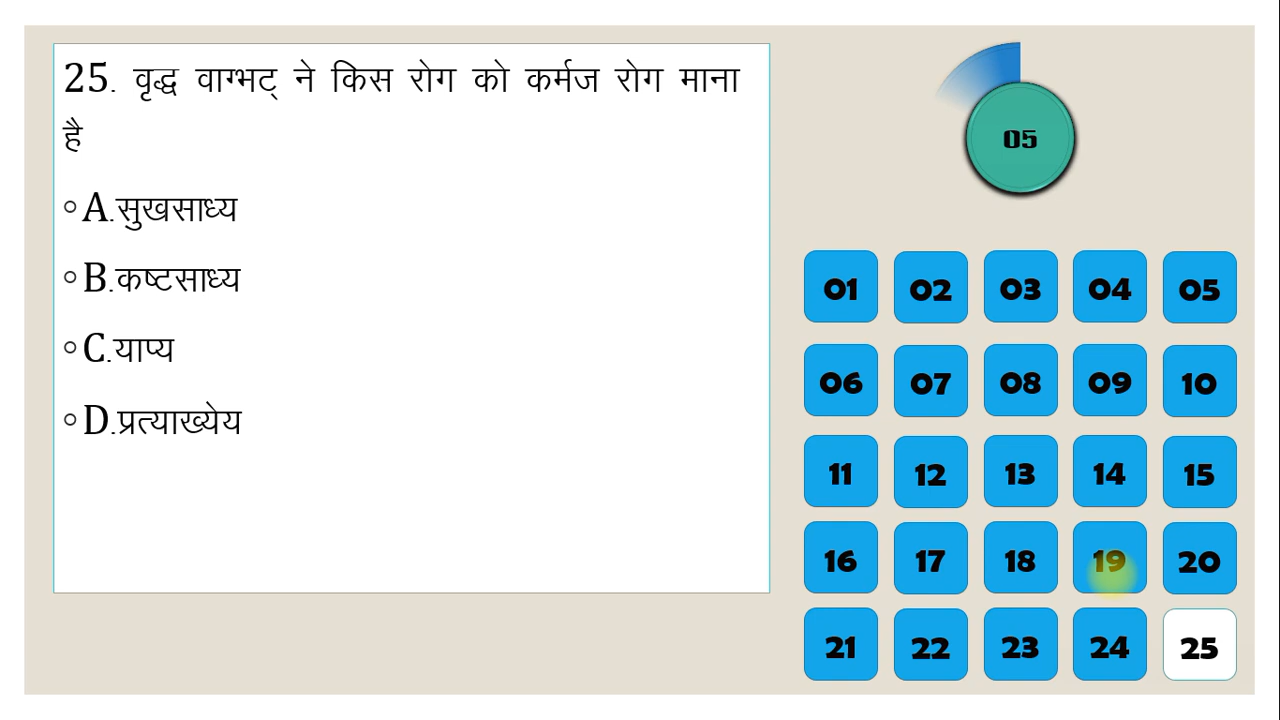 25. वृद्ध वाग्भट् ने किस रोग को कर्मज रोग माना
है
A.सुखसाध्य
B.कष्टसाध्य
C.याप्य
D.प्रत्याख्येय
05
01 02 03 04 05
06 07 08 09 10
11 12 13 14 15
16 17 18 19 20
21 22 23 24 25